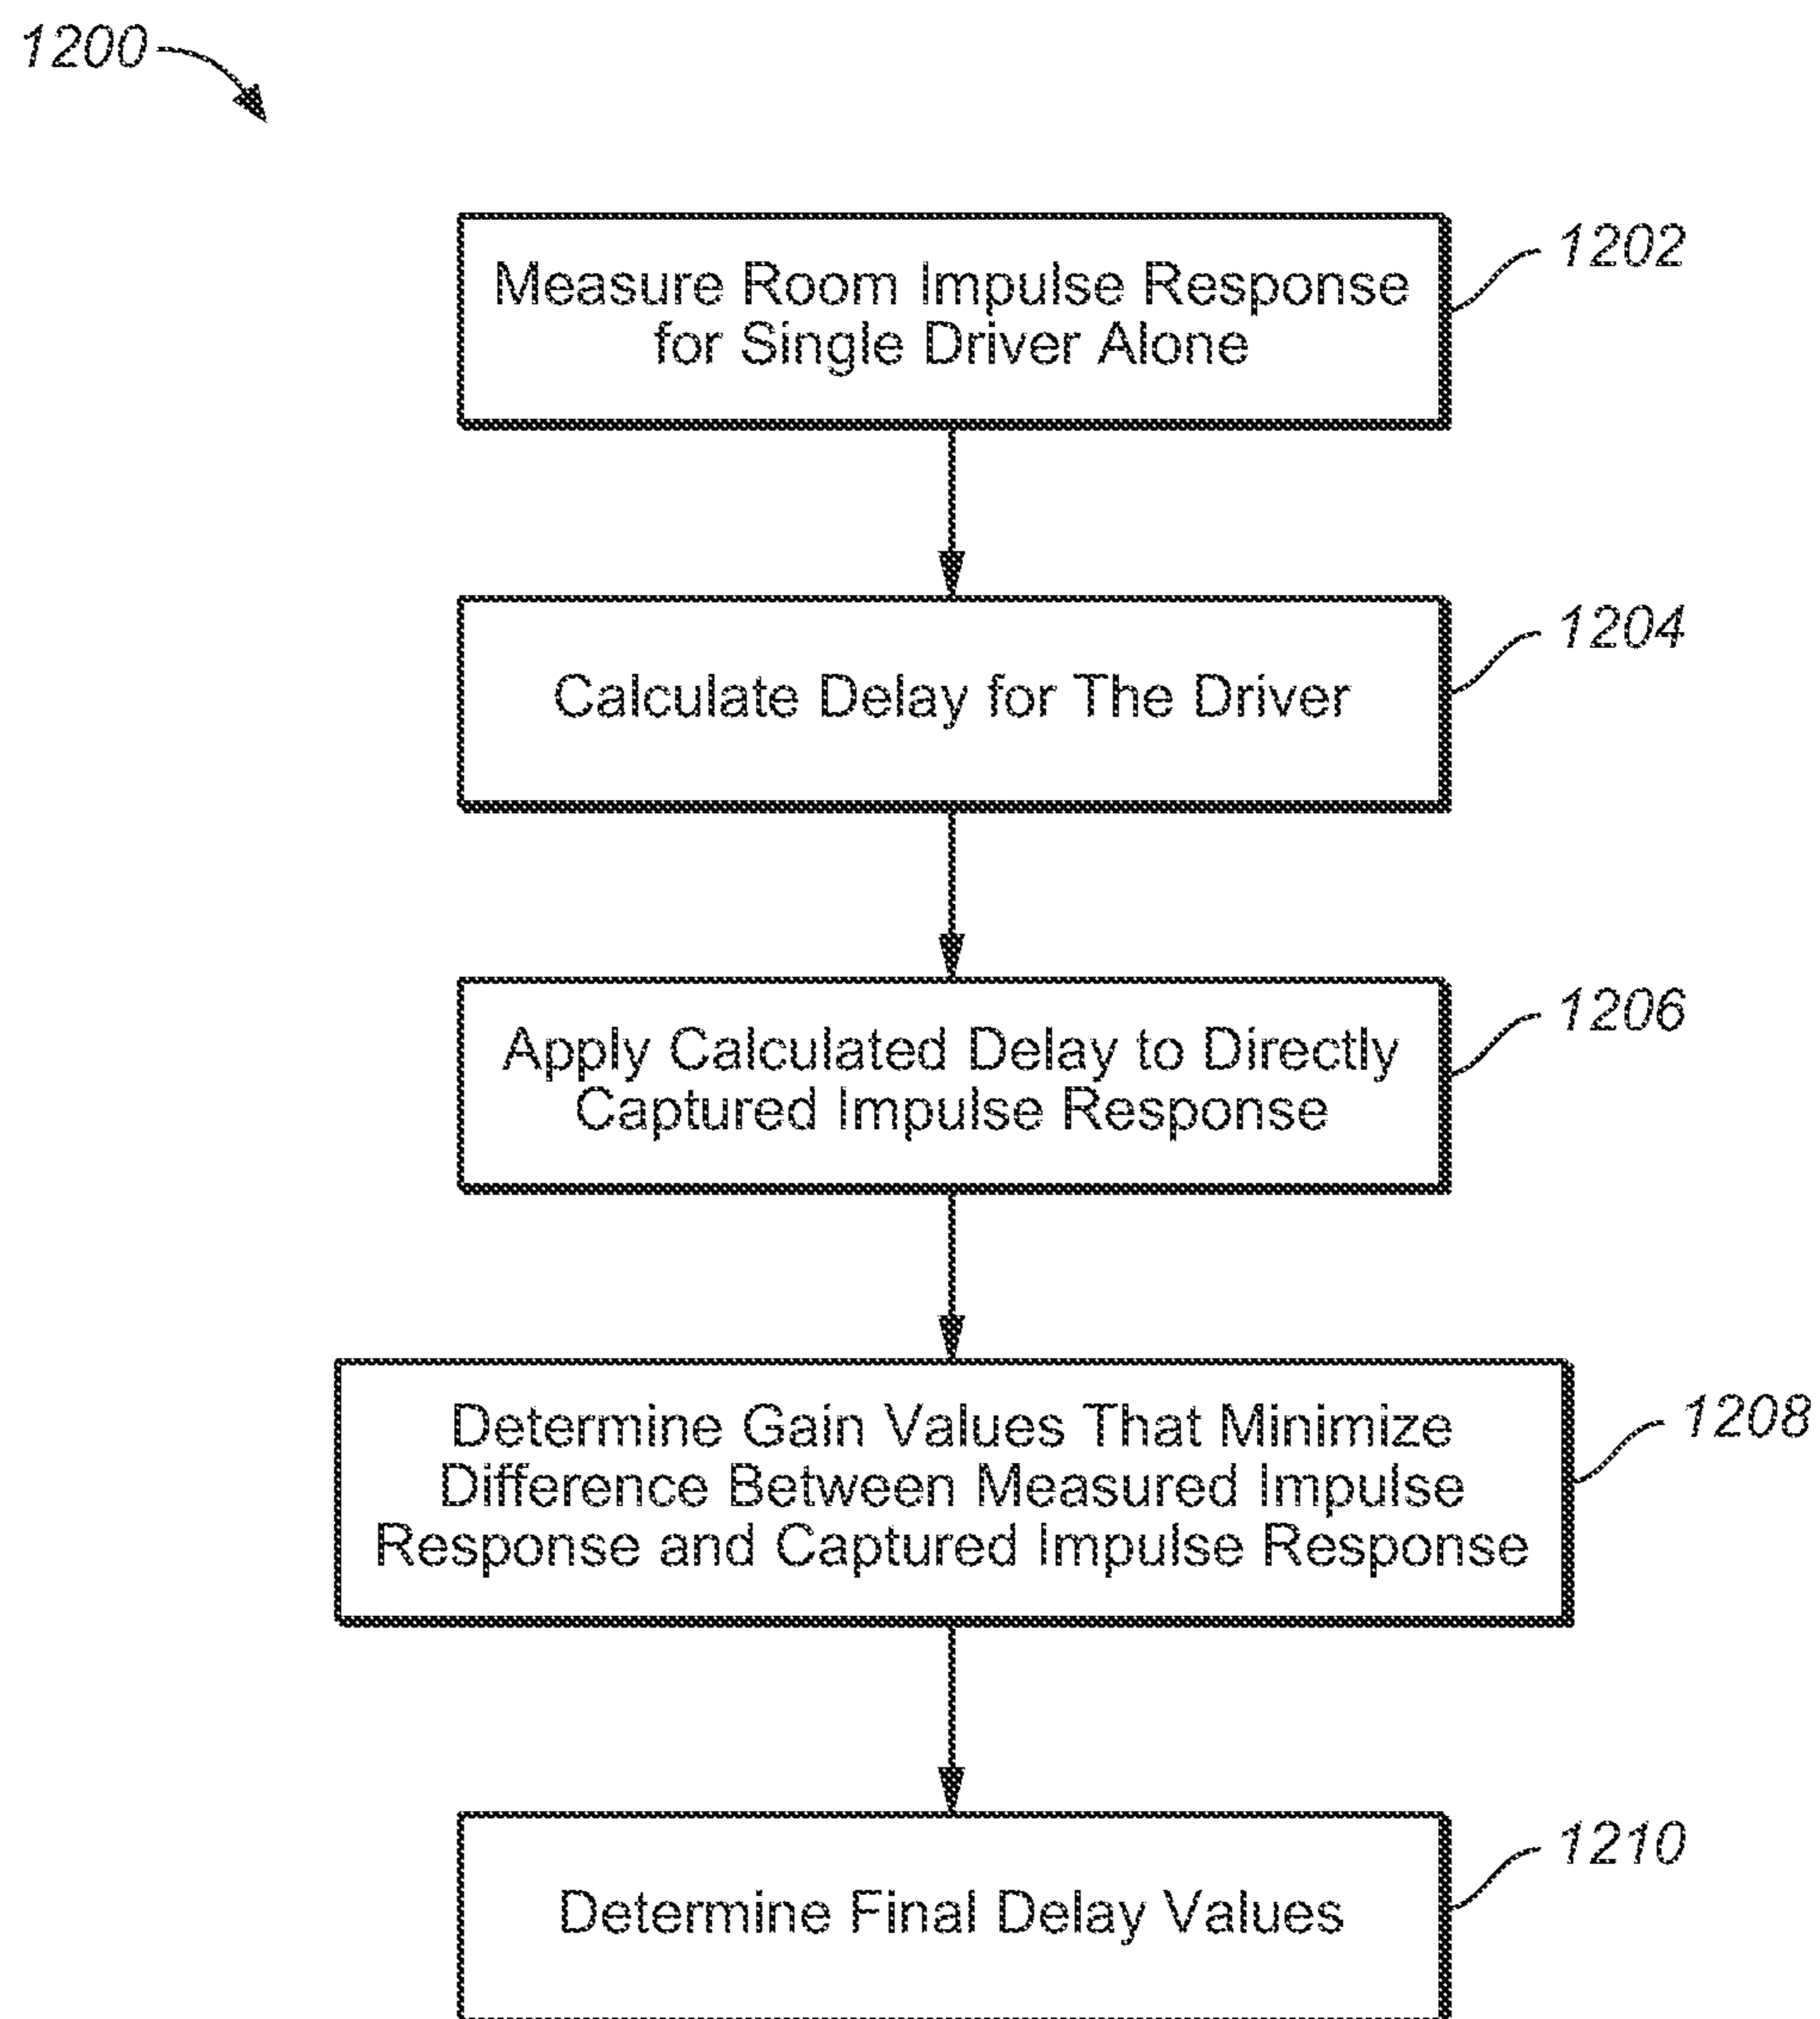 1200
Measure Room Impulse Response
for Single Driver Alone
1202
Calculate Delay for The Driver
1204
Apply Calculated Delay to Directly
Captured Impulse Response
1206
Determine Gain Values That Minimize
Difference Between Measured Impulse
Response and Captured Impulse Response
1208
Determine Final Delay Values
1210